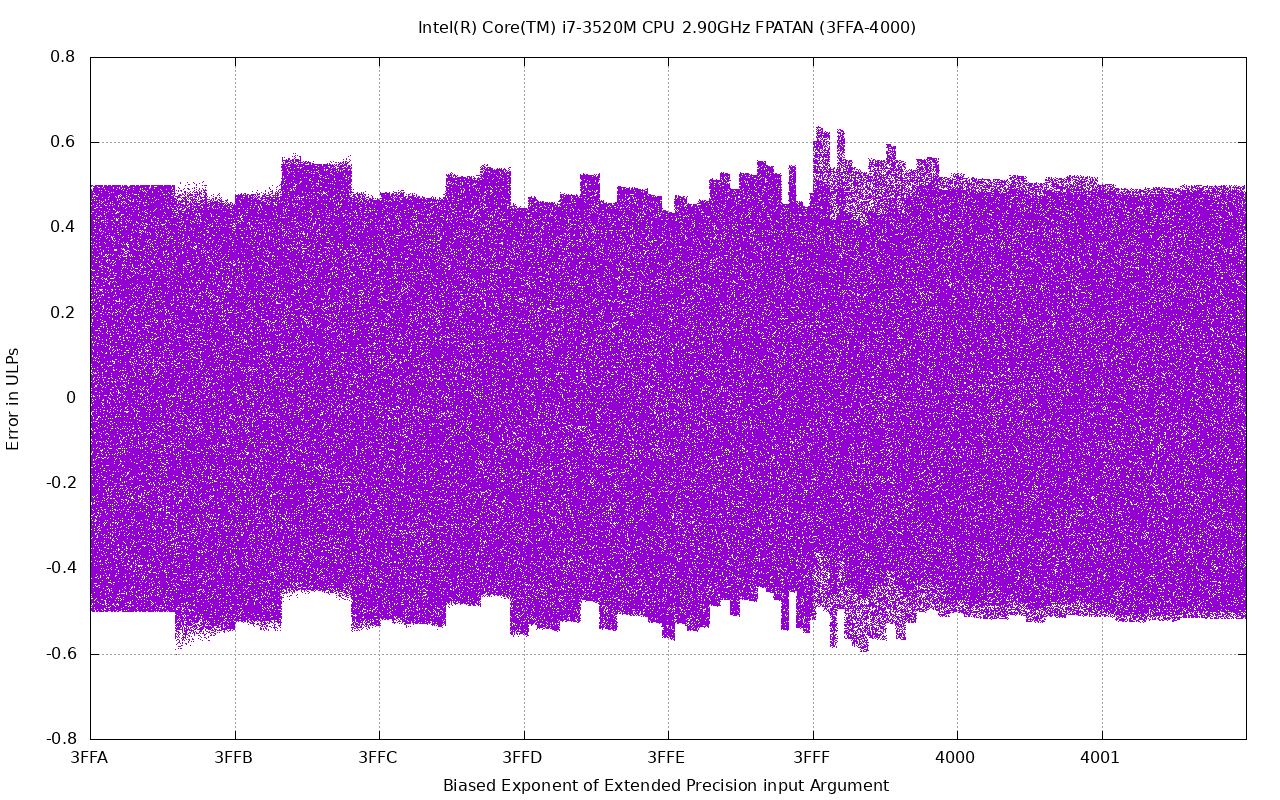 Intel(R) Core(TM) i7-3520M CPU 2.90GHz FPATAN (3FFA-4000)
0.8
0.6
0.4
0.2
0
-0.2
-0.4
-0.6
-0.8
Error in ULPs
3FFA 3FFB 3FFC 3FFD 3FFE 3FFF 4000 4001
Biased Exponent of Extended Precision input Argument